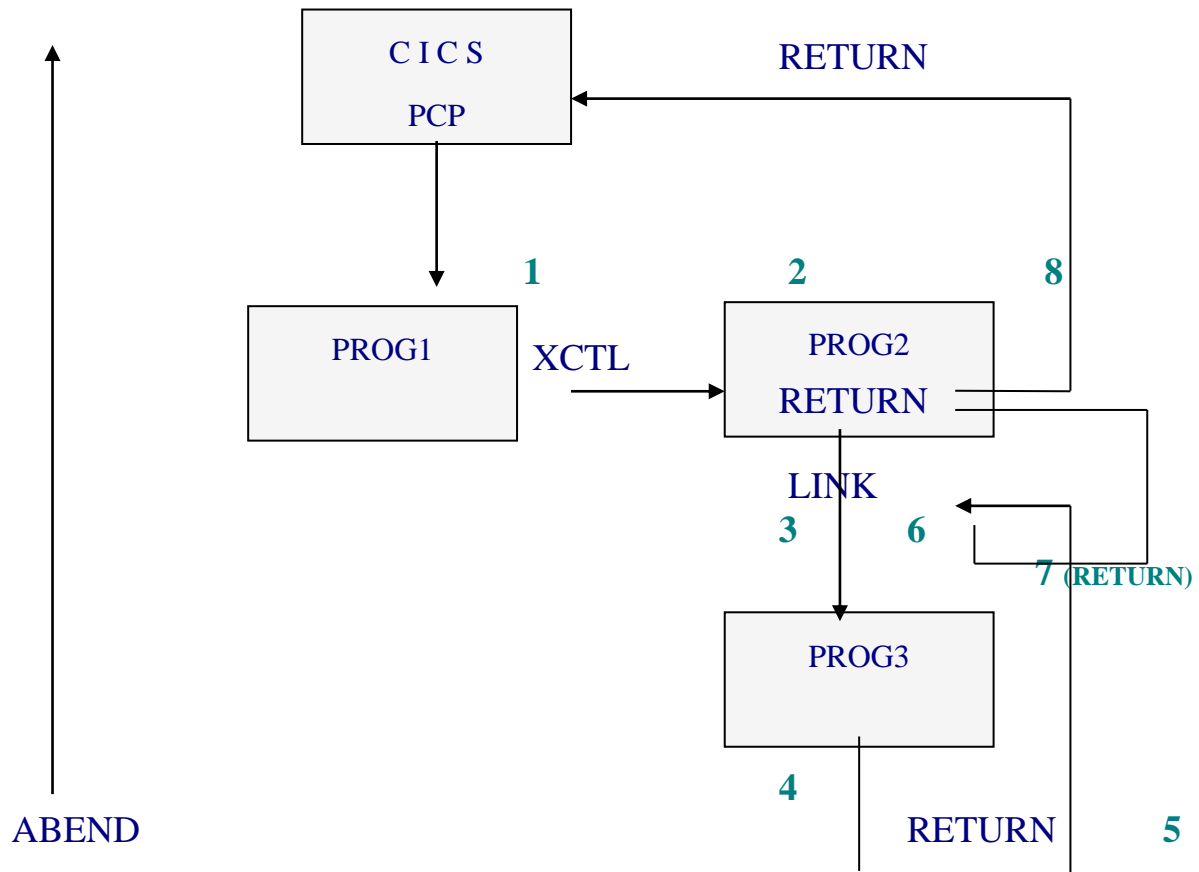 C I C S
RETURN
PCP
1
2
8
PROG1
XCTL
PROG2
RETURN
LINK
3
6
7 (RETURN)
PROG3
4
ABEND
RETURN
5